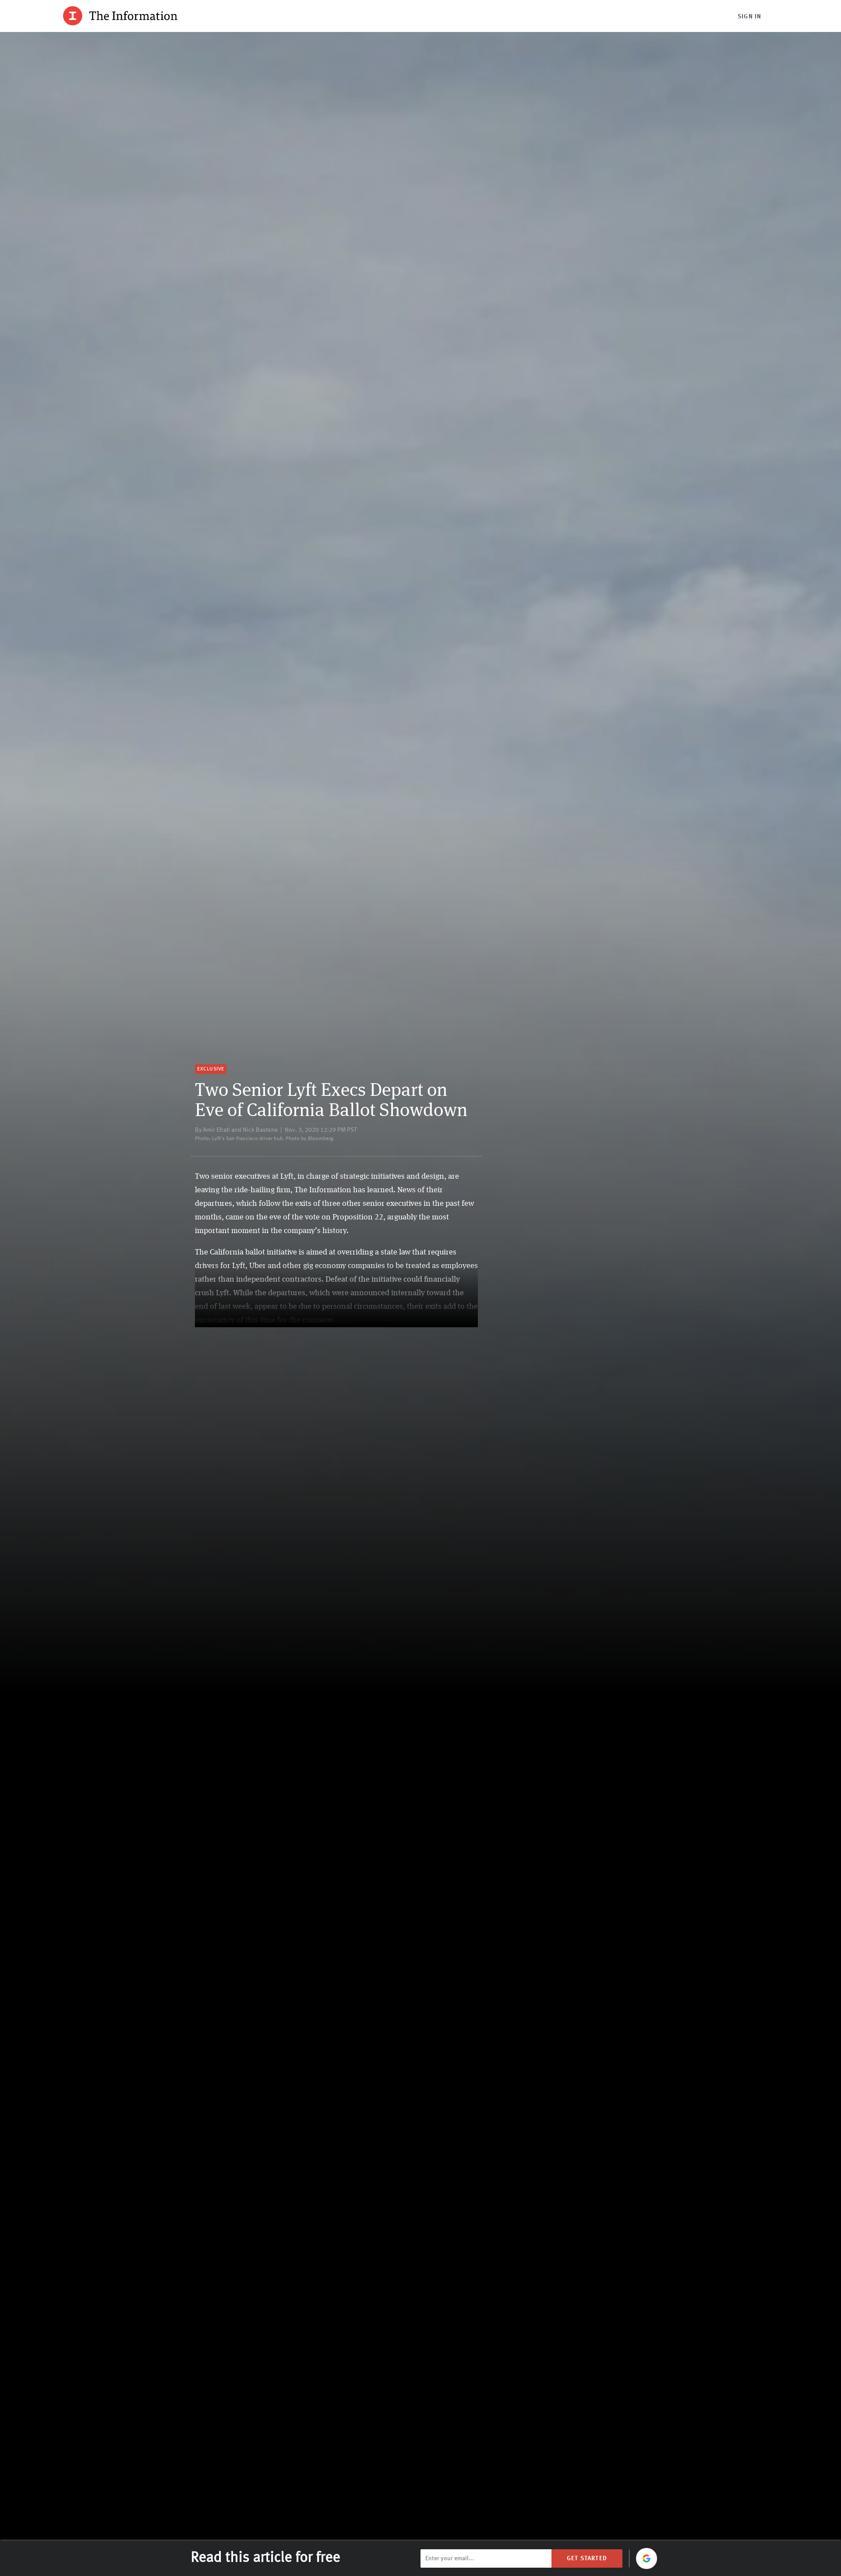 The Information
SIGN IN
EXCLUSIVE
Two Senior Lyft Execs Depart on
Eve of California Ballot Showdown
By Amir Efrati and Nick Bastone | Nov. 3, 2020 12:29 PM PST
Photo: Lyft's San Francisco driver hub. Photo by Bloomberg.
Two senior executives at Lyft, in charge of strategic initiatives and design, are
leaving the ride-hailing firm, The Information has learned. News of their
departures, which follow the exits of three other senior executives in the past few
months, came on the eve of the vote on Proposition 22, arguably the most
important moment in the company's history.
The California ballot initiative is aimed at overriding a state law that requires
drivers for Lyft, Uber and other gig economy companies to be treated as employees
rather than independent contractors. Defeat of the initiative could financially
crush Lyft. While the departures, which were announced internally toward the
end of last week, appear to be due to personal circumstances, their exits add to the
Read this article for free
Enter your email...
GET STARTED